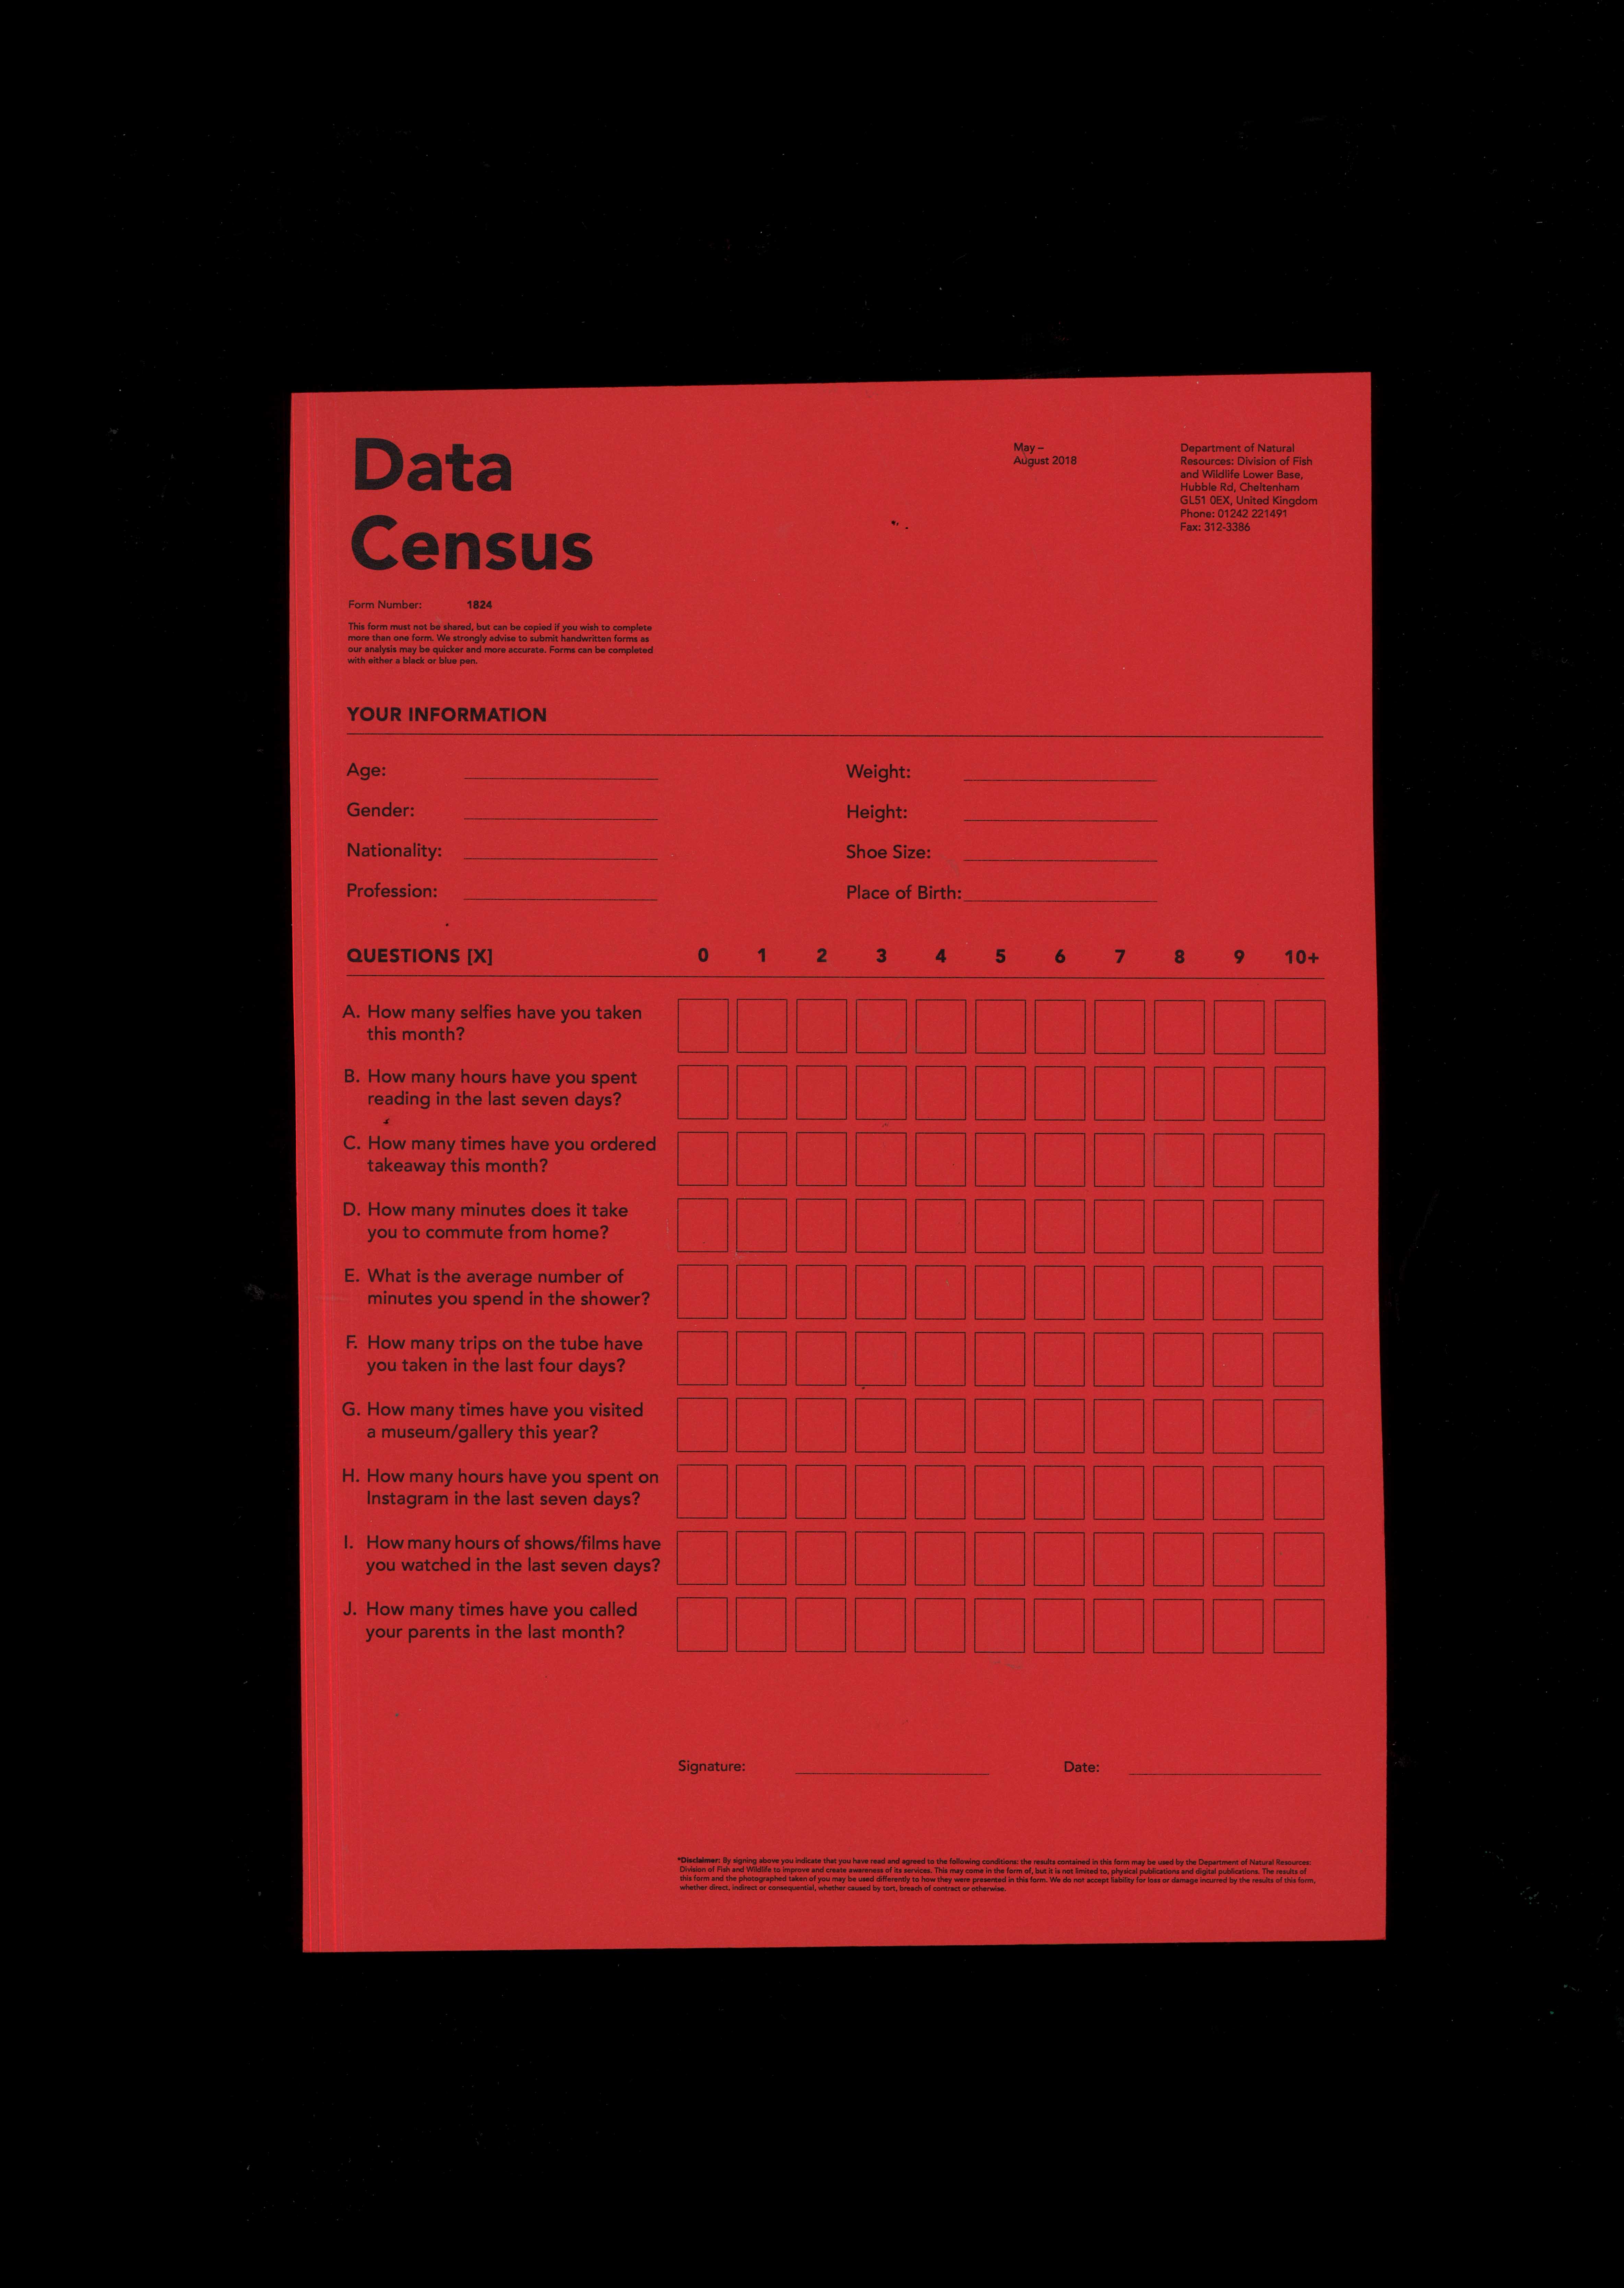 Data
Census
May –
August 2018
Department of Natural
Resources: Division of Fish
and Wildlife Lower Base,
Hubble Rd, Cheltenham
GL51 0EX, United Kingdom
Phone: 01242 221491
Fax: 312-3386
Form Number: 1824
This form must not be shared, but can be copied if you wish to complete
more than one form. We strongly advise to submit handwritten forms as
our analysis may be quicker and more accurate. Forms can be completed
with either a black or blue pen.
YOUR INFORMATION
Age: Weight:
Gender: Height:
Nationality: Shoe Size:
Profession: Place of Birth:
QUESTIONS [X] 0 1 2 3 4 5 6 7 8 9 10+
A. How many selfies have you taken
this month?
B. How many hours have you spent
reading in the last seven days?
C. How many times have you ordered
takeaway this month?
D. How many minutes does it take
you to commute from home?
E. What is the average number of
minutes you spend in the shower?
F. How many trips on the tube have
you taken in the last four days?
G. How many times have you visited
a museum/gallery this year?
H. How many hours have you spent on
Instagram in the last seven days?
I. How many hours of shows/films have
you watched in the last seven days?
J. How many times have you called
your parents in the last month?
Signature: Date:
*Disclaimer: By signing above you indicate that you have read and agreed to the following conditions: the results contained in this form may be used by the Department of Natural Resources:
Division of Fish and Wildlife to improve and create awareness of its services. This may come in the form of, but it is not limited to, physical publications and digital publications. The results of
this form and the photographed taken of you may be used differently to how they were presented in this form. We do not accept liability for loss or damage incurred by the results of this form,
whether direct, indirect or consequential, whether caused by tort, breach of contract or otherwise.